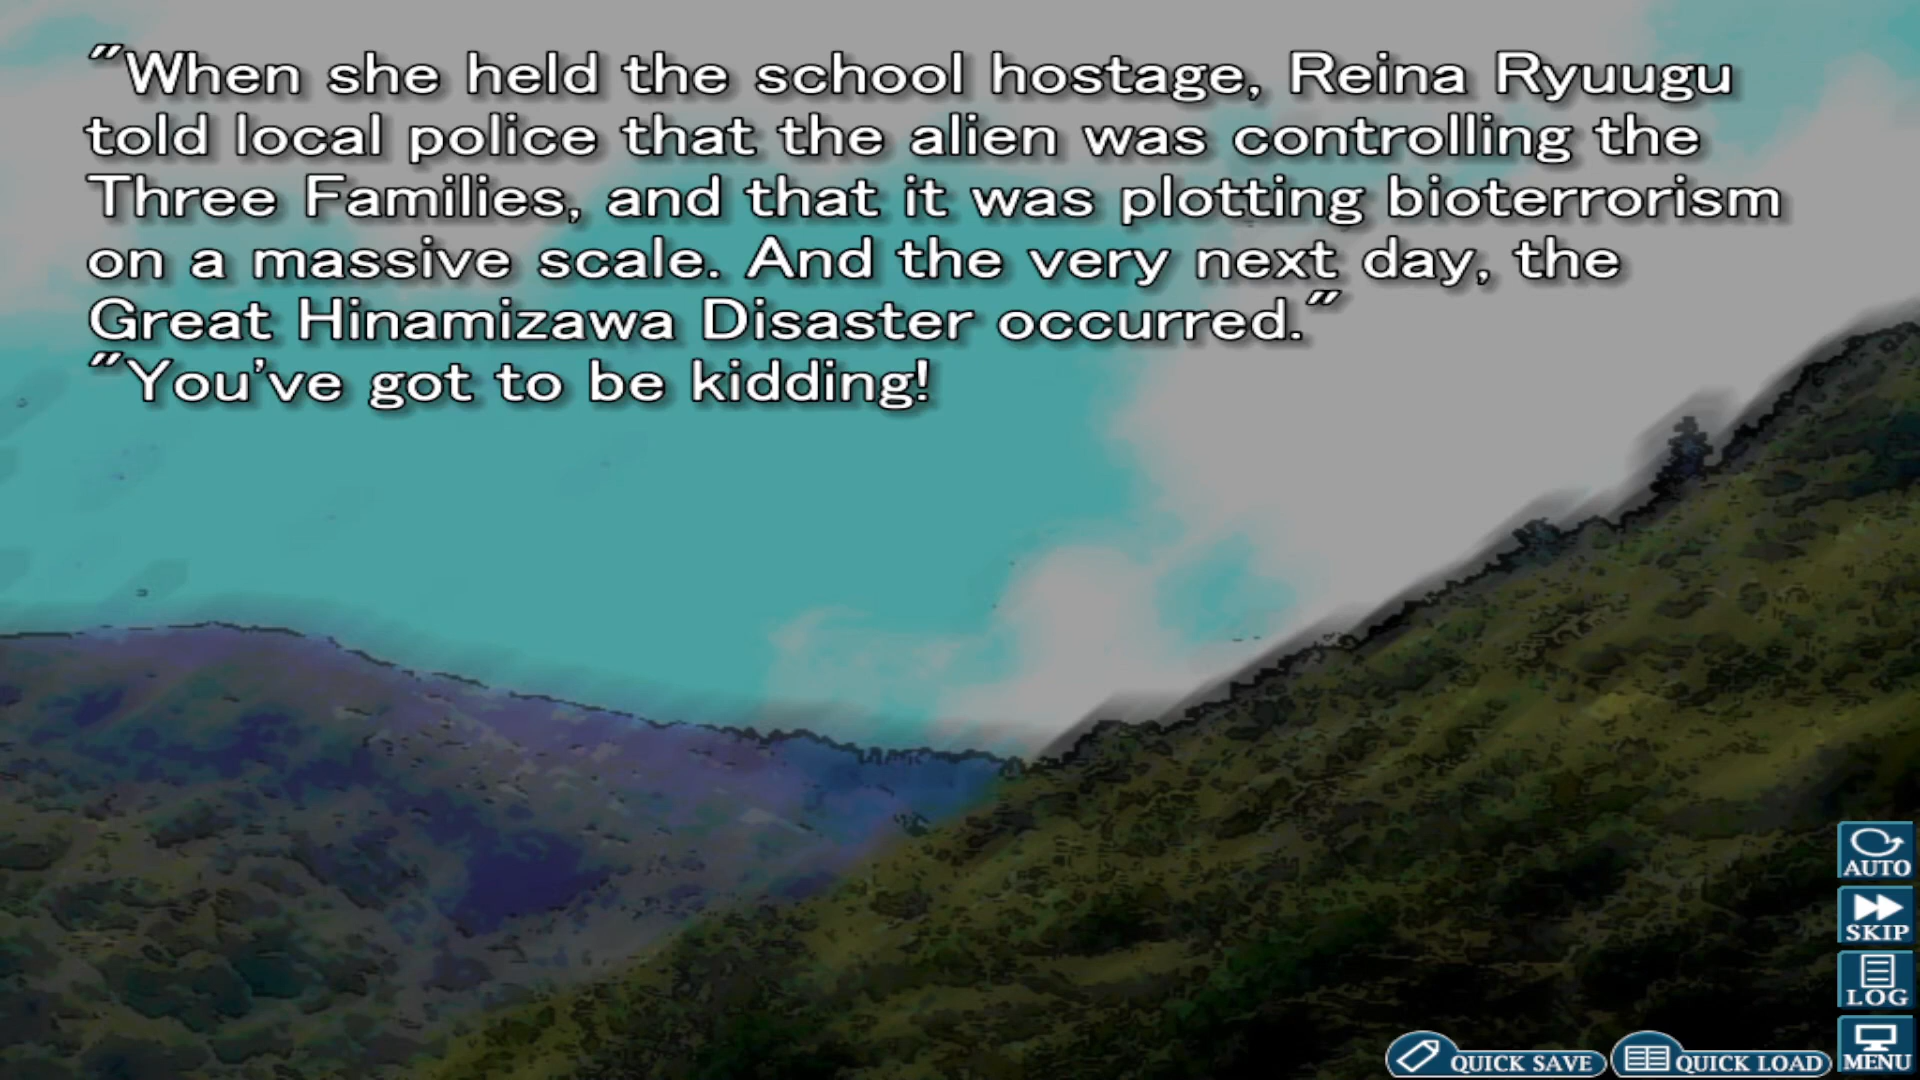 "When she held the school hostage, Reina Ryuugu
told local police that the alien was controlling the
Three Families, and that it was plotting bioterrorism
on a massive scale. And the very next day, the
Great Hinamizawa Disaster occurred."
"You've got to be kidding!
AUTO
SKIP
LOG
MENU
QUICK SAVE
QUICK LOAD